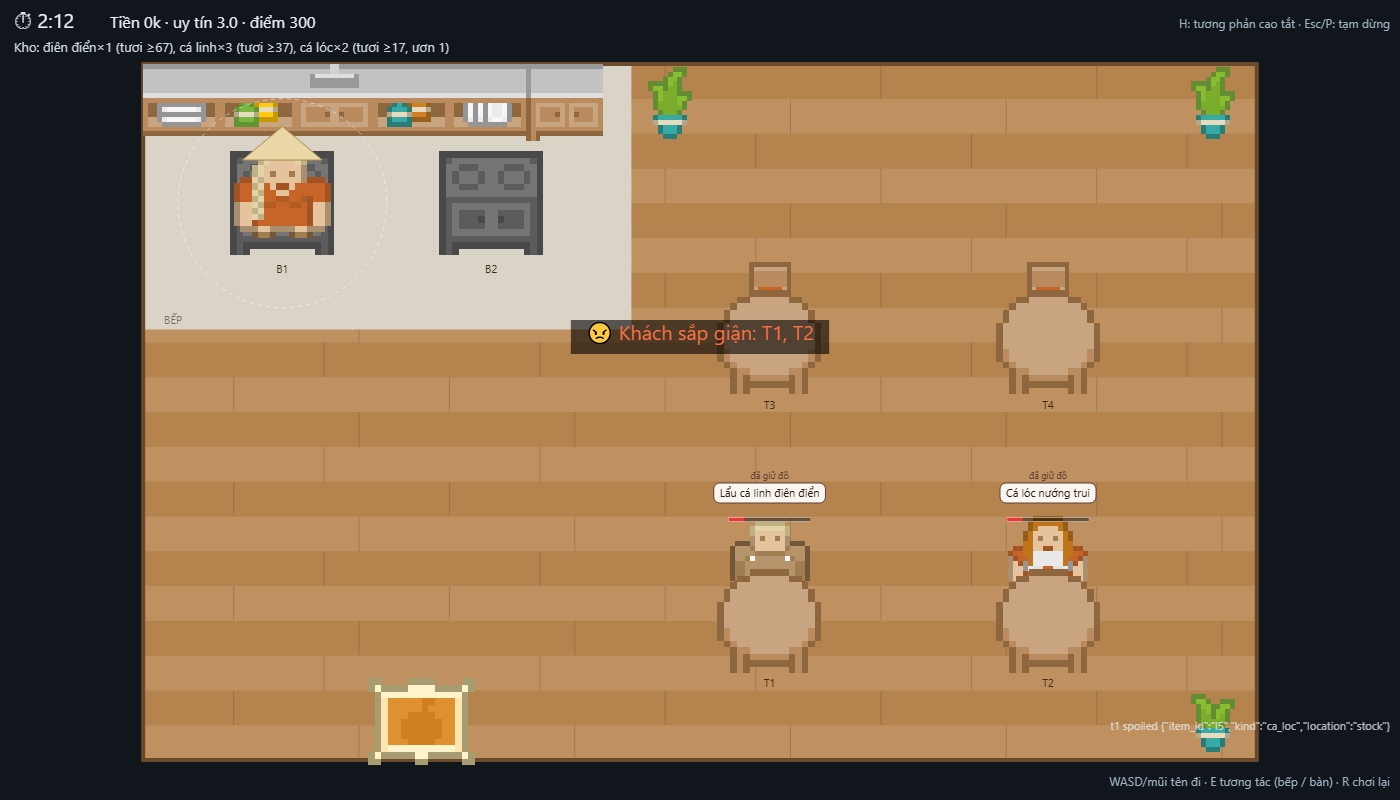 ⏱ 2:12 Tiền 0k · uy tín 3.0 · điểm 300
H: tương phản cao tắt · Esc/P: tạm dừng
Kho: điên điển×1 (tươi ≥67), cá linh×3 (tươi ≥37), cá lóc×2 (tươi ≥17, ươn 1)
B1
B2
BẾP
😠 Khách sắp giận: T1, T2
T3
T4
đã giữ đồ
đã giữ đồ
Lẩu cá linh điên điển
Cá lóc nướng trui
T1
T2
t1 spoiled {"item_id":"i5","kind":"ca_loc","location":"stock"}
WASD/mũi tên đi · E tương tác (bếp / bàn) · R chơi lại